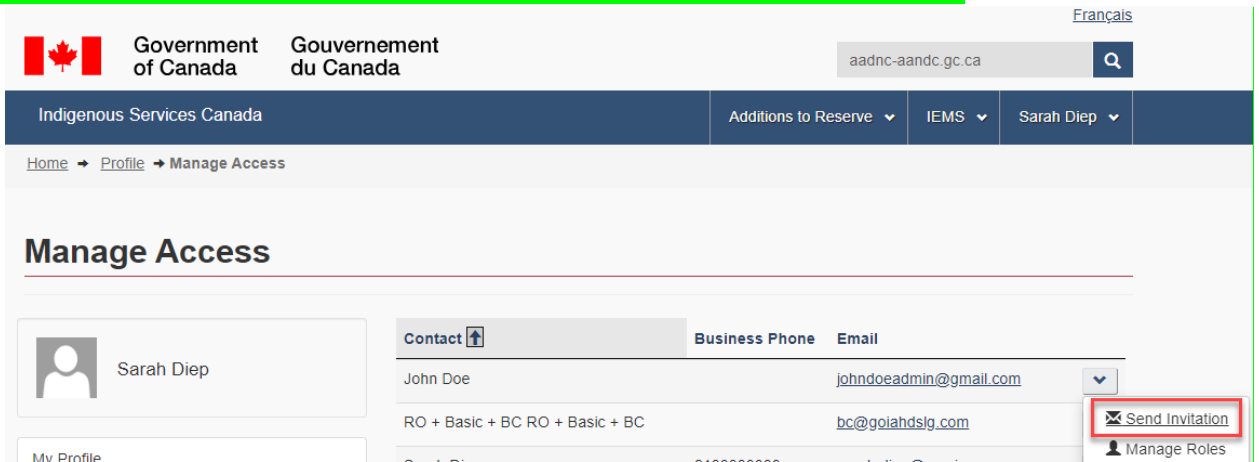 Français
Government Gouvernement
of Canada du Canada
aadnc-aandc.gc.ca
Indigenous Services Canada Additions to Reserve IEMS Sarah Diep
Home ➔ Profile ➔ Manage Access
Manage Access
Sarah Diep
Contact Business Phone Email
John Doe johndoeadmin@gmail.com
RO + Basic + BC RO + Basic + BC bc@goiahdslg.com
Send Invitation
Manage Roles
My Profile